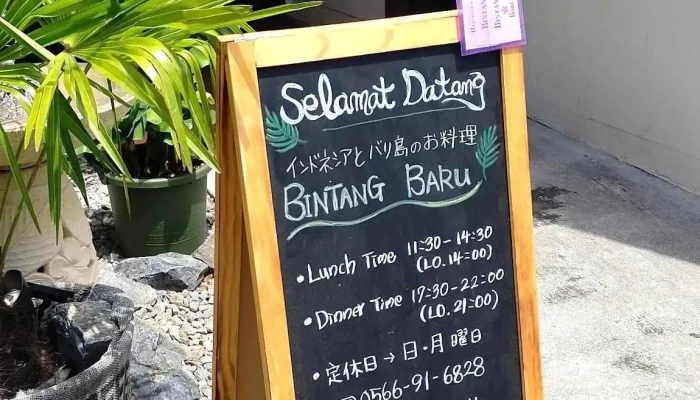 Selamat Datang
インドネシアとバリ島のお料理
BINTANG BARU
・Lunch Time 11:30-14:30
(L.O. 14:00)
・Dinner Time 17:30-22:00
(L.O. 21:00)
・定休日→日・月曜日
0566-91-6828